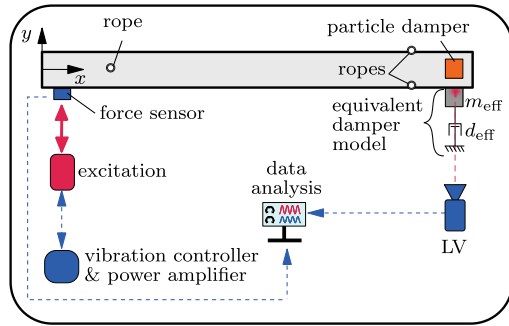 y
rope
particle damper
x
ropes
force sensor
equivalent
damper
model
m_eff
d_eff
excitation
data
analysis
vibration controller
& power amplifier
LV